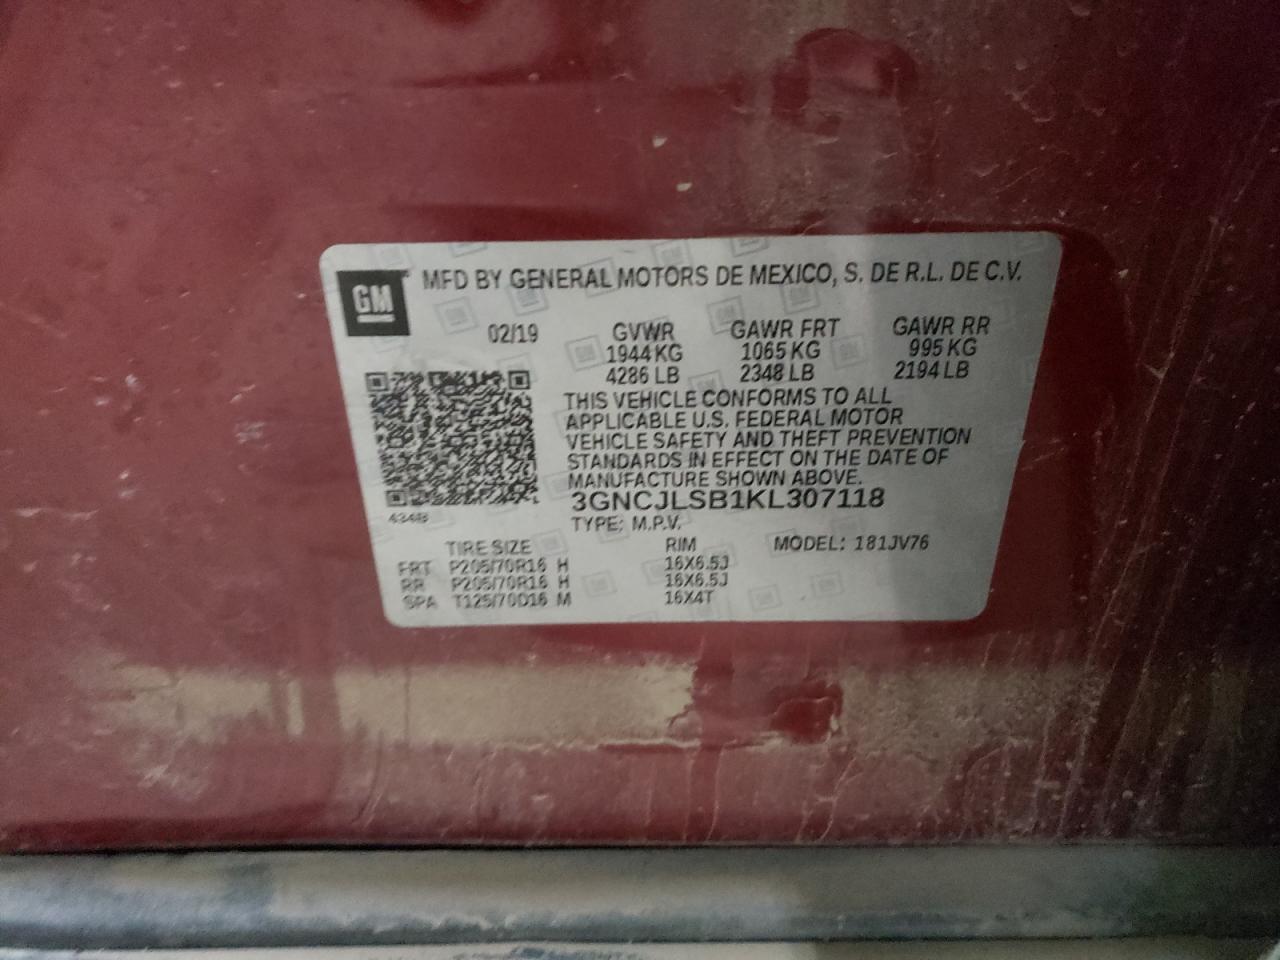 GM MFD BY GENERAL MOTORS DE MEXICO, S. DE R.L. DE C.V.
02/19 GVWR GAWR FRT GAWR RR
1944 KG 1065 KG 995 KG
4286 LB 2348 LB 2194 LB
THIS VEHICLE CONFORMS TO ALL
APPLICABLE U.S. FEDERAL MOTOR
VEHICLE SAFETY AND THEFT PREVENTION
STANDARDS IN EFFECT ON THE DATE OF
MANUFACTURE SHOWN ABOVE.
3GNCJLSB1KL307118
434B
TYPE: M.P.V.
TIRE SIZE RIM MODEL: 181JV76
FRT P205/70R16 H 16X6.5J
RR P205/70R16 H 16X6.5J
SPA T125/70D16 M 16X4T